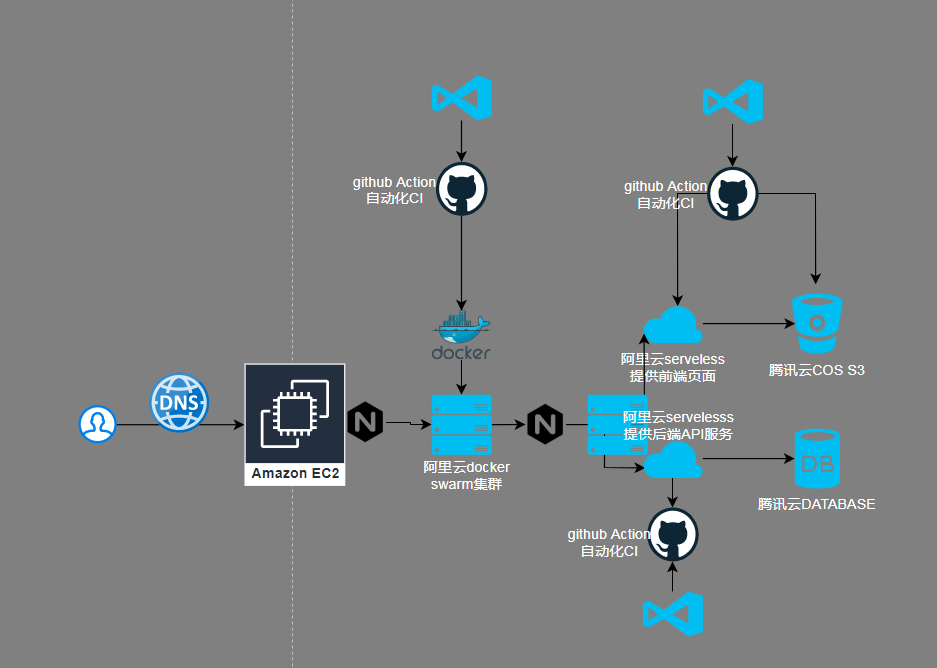 github Action
自动化CI
github Action
自动化CI
DNS
Amazon EC2
N
docker
阿里云docker
swarm集群
N
阿里云serveless
提供前端页面
腾讯云COS S3
阿里云servelesss
提供后端API服务
DB
腾讯云DATABASE
github Action
自动化CI